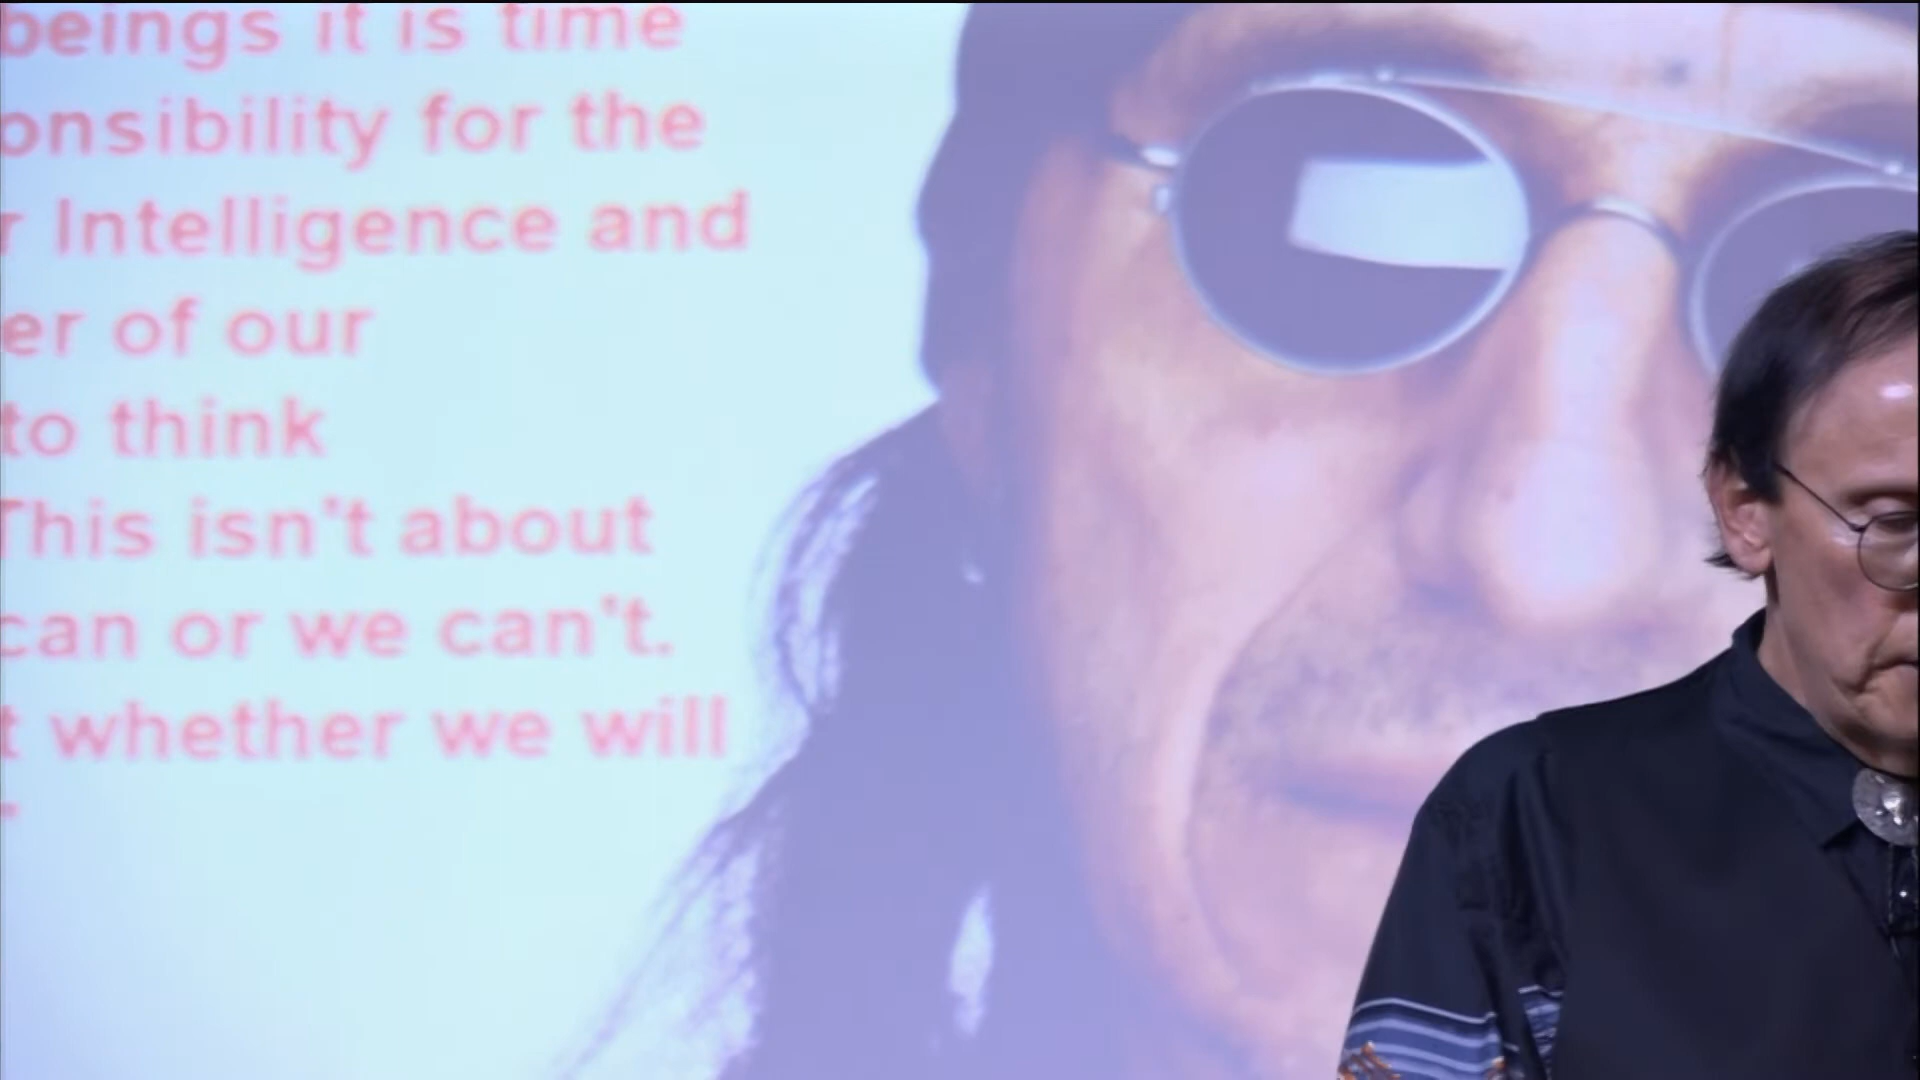 beings it is time
onsibility for the
r Intelligence and
er of our
to think
This isn't about
can or we can't.
t whether we will